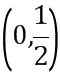 (0, 1/2)